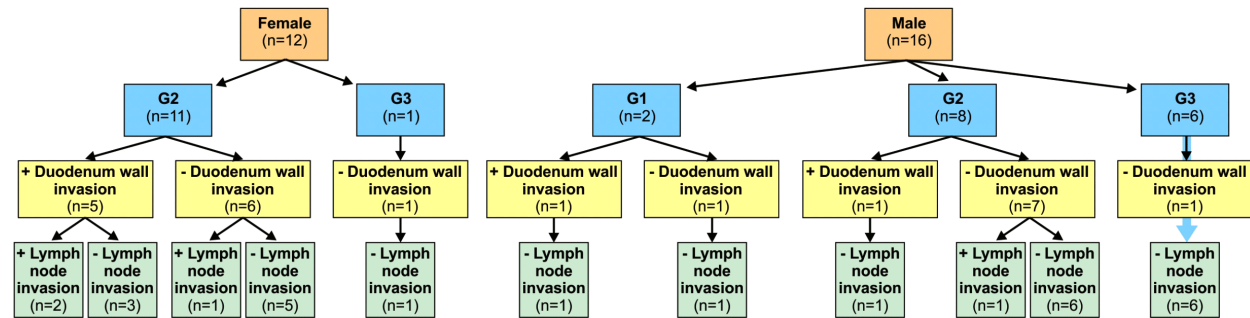 Female
(n=12)
Male
(n=16)
G2
(n=11)
G3
(n=1)
G1
(n=2)
G2
(n=8)
G3
(n=6)
+ Duodenum wall
invasion
(n=5)
- Duodenum wall
invasion
(n=6)
- Duodenum wall
invasion
(n=1)
+ Duodenum wall
invasion
(n=1)
- Duodenum wall
invasion
(n=1)
+ Duodenum wall
invasion
(n=1)
- Duodenum wall
invasion
(n=7)
- Duodenum wall
invasion
(n=1)
+ Lymph
node
invasion
(n=2)
- Lymph
node
invasion
(n=3)
+ Lymph
node
invasion
(n=1)
- Lymph
node
invasion
(n=5)
- Lymph
node
invasion
(n=1)
- Lymph
node
invasion
(n=1)
- Lymph
node
invasion
(n=1)
- Lymph
node
invasion
(n=1)
+ Lymph
node
invasion
(n=1)
- Lymph
node
invasion
(n=6)
- Lymph
node
invasion
(n=6)